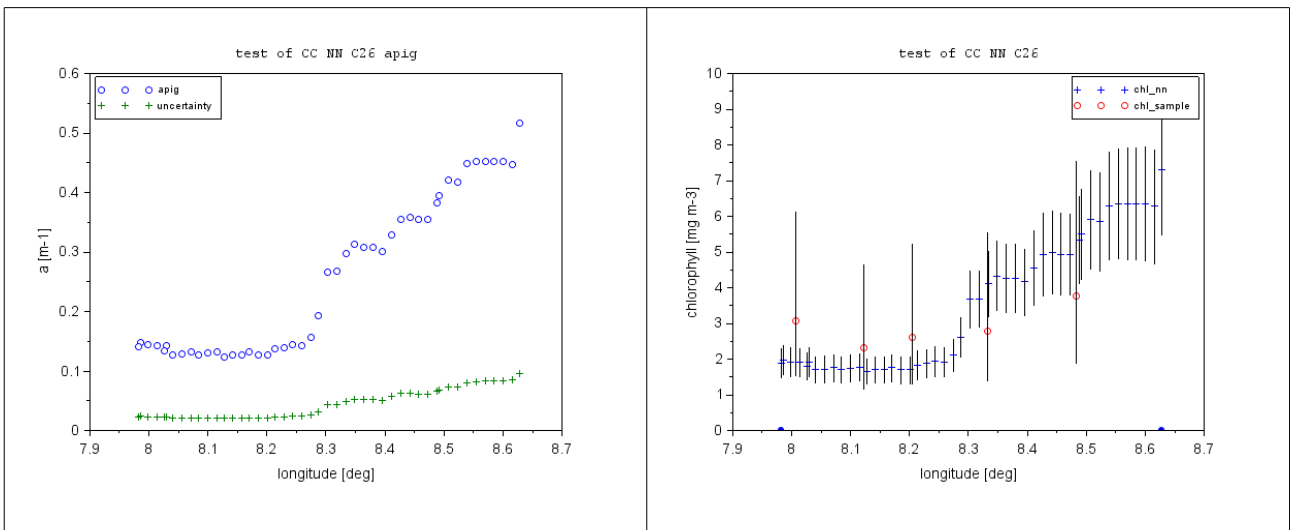 test of CC NN C26 apig
0.6
0.5
0.4
0.3
0.2
0.1
0
a [m-1]
apig
uncertainty
7.9 8 8.1 8.2 8.3 8.4 8.5 8.6 8.7
longitude [deg]
test of CC NN C26
10
9
8
7
6
5
4
3
2
1
0
chlorophyll [mg m-3]
chl_nn
chl_sample
7.9 8 8.1 8.2 8.3 8.4 8.5 8.6 8.7
longitude [deg]